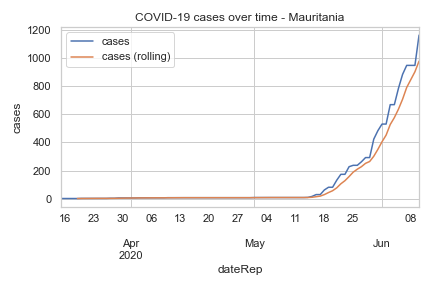 COVID-19 cases over time - Mauritania
cases
cases (rolling)
1200
1000
800
600
400
200
0
cases
16 23 30 06 13 20 27 04 11 18 25 08
Apr May Jun
2020
dateRep